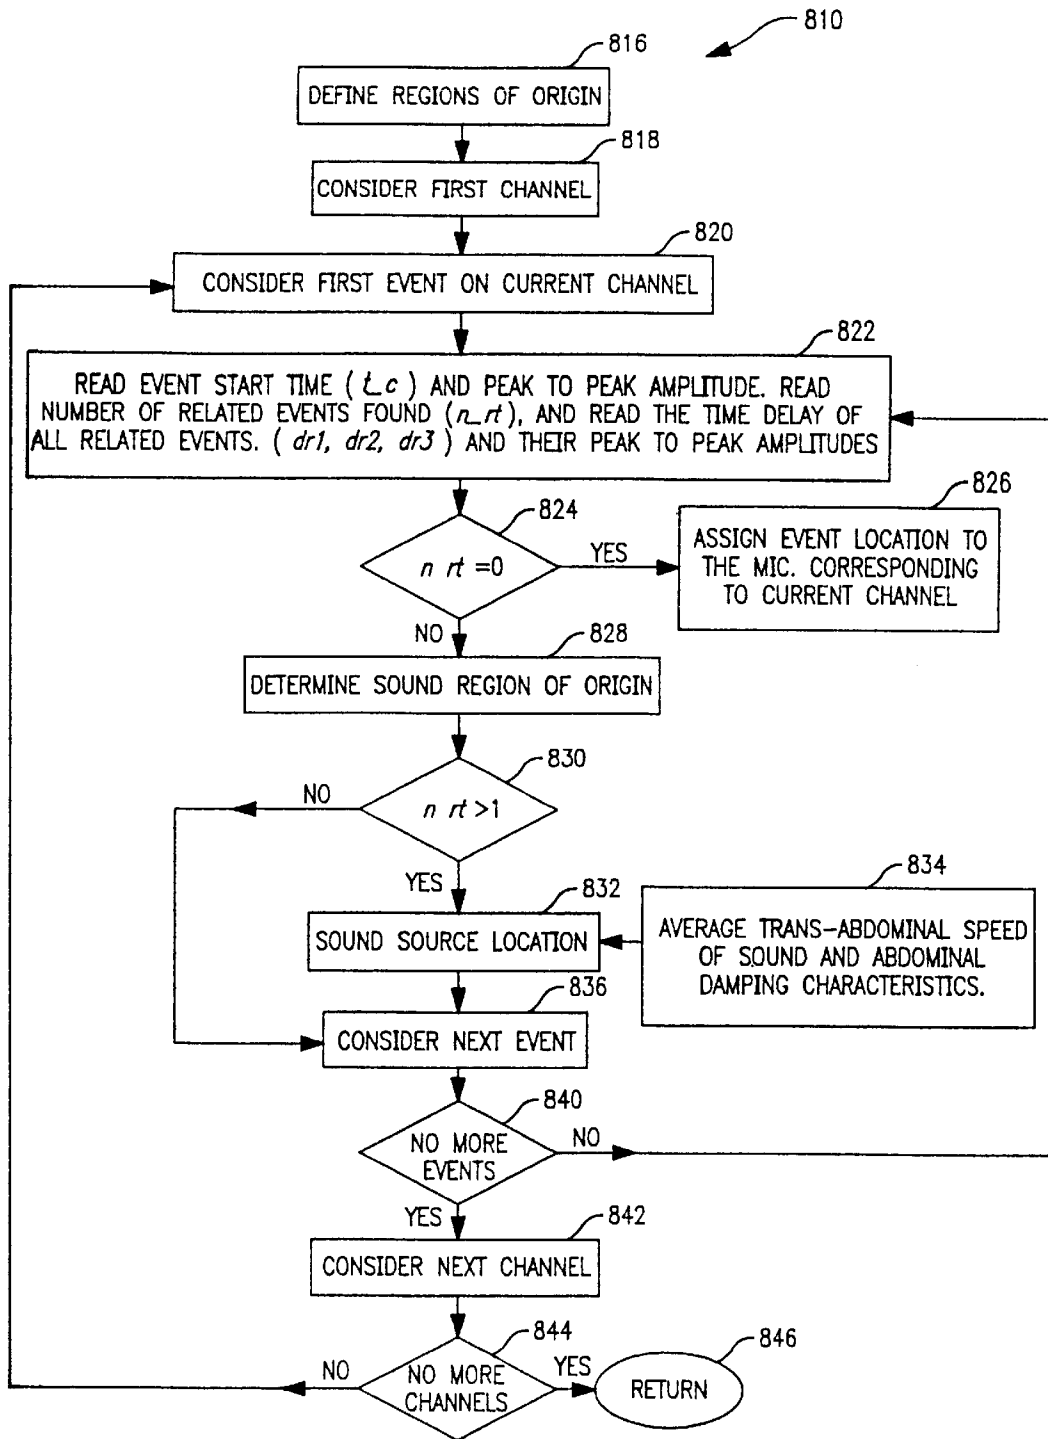 810
816
DEFINE REGIONS OF ORIGIN
818
CONSIDER FIRST CHANNEL
820
CONSIDER FIRST EVENT ON CURRENT CHANNEL
822
READ EVENT START TIME (t_c) AND PEAK TO PEAK AMPLITUDE. READ
NUMBER OF RELATED EVENTS FOUND (n_rt), AND READ THE TIME DELAY OF
ALL RELATED EVENTS. (dr1, dr2, dr3) AND THEIR PEAK TO PEAK AMPLITUDES
824
n rt =0
YES
826
ASSIGN EVENT LOCATION TO
THE MIC. CORRESPONDING
TO CURRENT CHANNEL
NO
828
DETERMINE SOUND REGION OF ORIGIN
830
n rt >1
NO
YES
832
SOUND SOURCE LOCATION
834
AVERAGE TRANS-ABDOMINAL SPEED
OF SOUND AND ABDOMINAL
DAMPING CHARACTERISTICS.
836
CONSIDER NEXT EVENT
840
NO MORE
EVENTS
NO
YES
842
CONSIDER NEXT CHANNEL
844
NO MORE
CHANNELS
NO
YES
846
RETURN